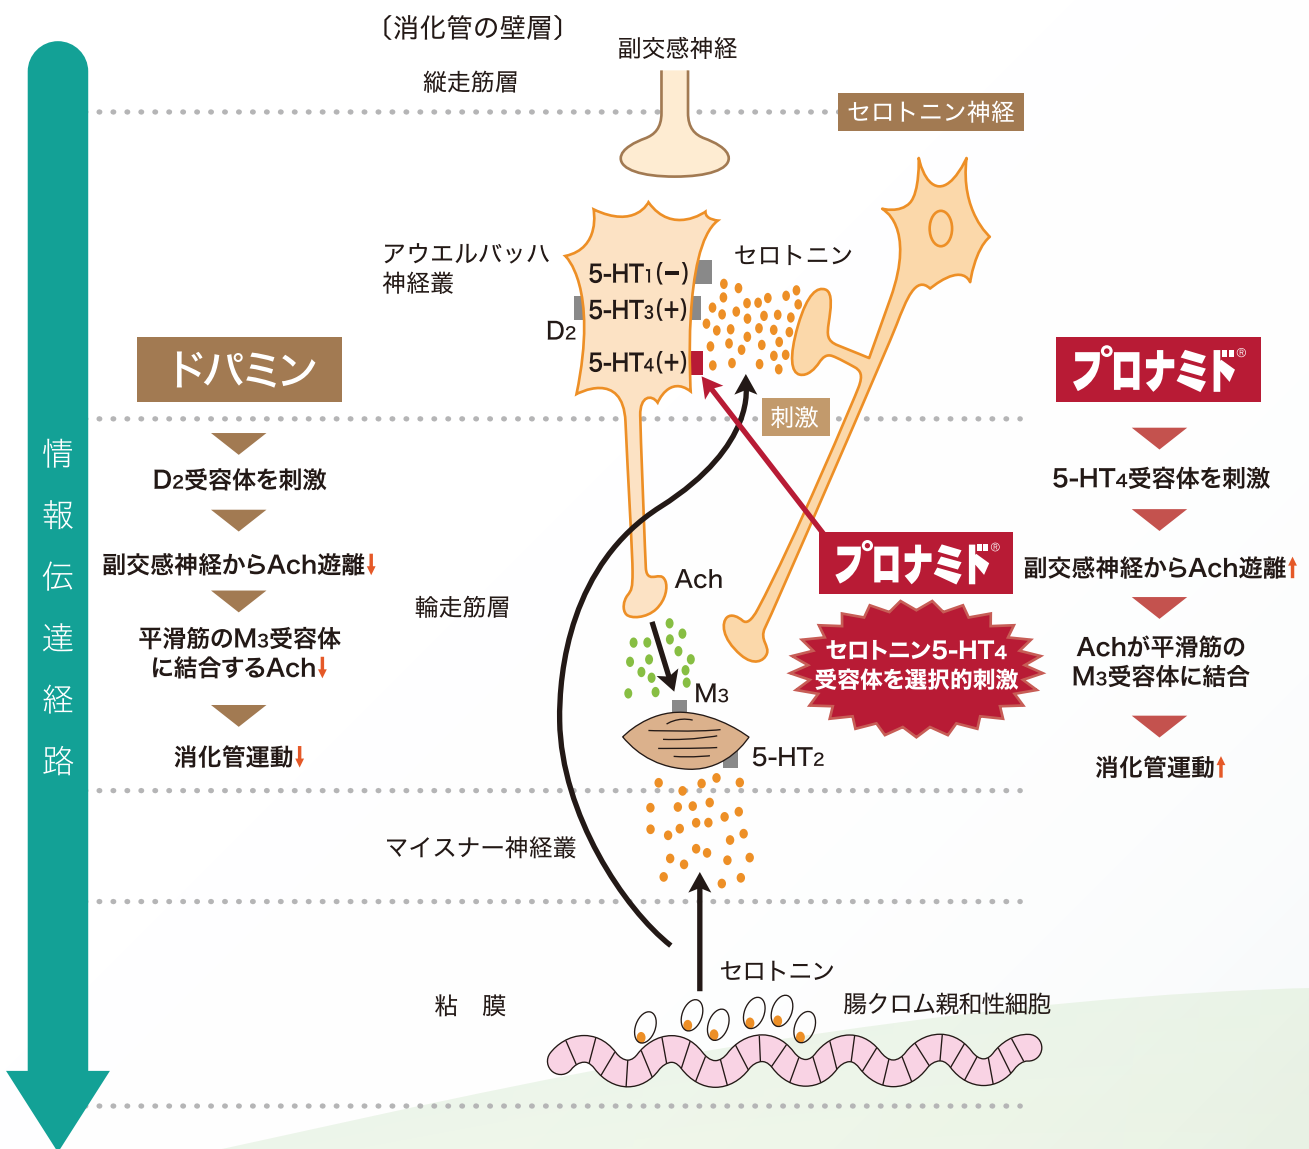 〔消化管の壁層〕
副交感神経
縦走筋層
セロトニン神経
アウエルバッハ
神経叢
セロトニン
5-HT1(−)
5-HT3(+)
D2
5-HT4(+)
刺激
ドパミン
D2受容体を刺激
副交感神経からAch遊離↓
平滑筋のM3受容体
に結合するAch↓
消化管運動↓
プロナミド®
5-HT4受容体を刺激
副交感神経からAch遊離↑
Achが平滑筋の
M3受容体に結合
消化管運動↑
情報伝達経路
輪走筋層
Ach
プロナミド®
セロトニン5-HT4
受容体を選択的刺激
M3
5-HT2
マイスナー神経叢
セロトニン
粘　膜
腸クロム親和性細胞